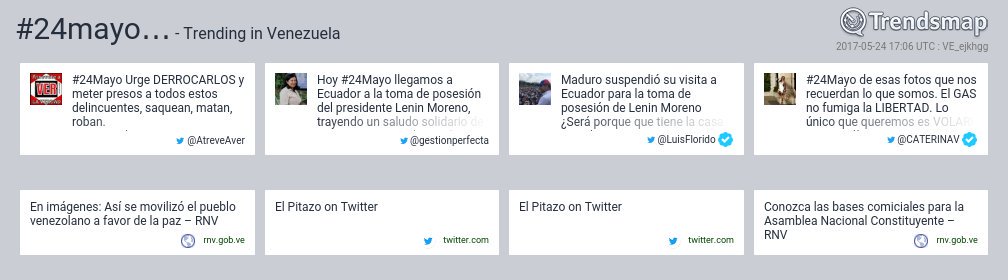 #24mayo… - Trending in Venezuela
Trendsmap
2017-05-24 17:06 UTC : VE_ejkhgg
VER
#24Mayo Urge DERROCARLOS y
meter presos a todos estos
delincuentes, saquean, matan,
roban.
@AtreveAver
Hoy #24Mayo llegamos a
Ecuador a la toma de posesión
del presidente Lenin Moreno,
trayendo un saludo solidario de
@gestionperfecta
Maduro suspendió su visita a
Ecuador para la toma de
posesión de Lenin Moreno
¿Será porque que tiene la casa
@LuisFlorido
#24Mayo de esas fotos que nos
recuerdan lo que somos. El GAS
no fumiga la LIBERTAD. Lo
único que queremos es VOLAR
@CATERINAV
En imágenes: Así se movilizó el pueblo
venezolano a favor de la paz – RNV
rnv.gob.ve
El Pitazo on Twitter
twitter.com
El Pitazo on Twitter
twitter.com
Conozca las bases comiciales para la
Asamblea Nacional Constituyente –
RNV
rnv.gob.ve